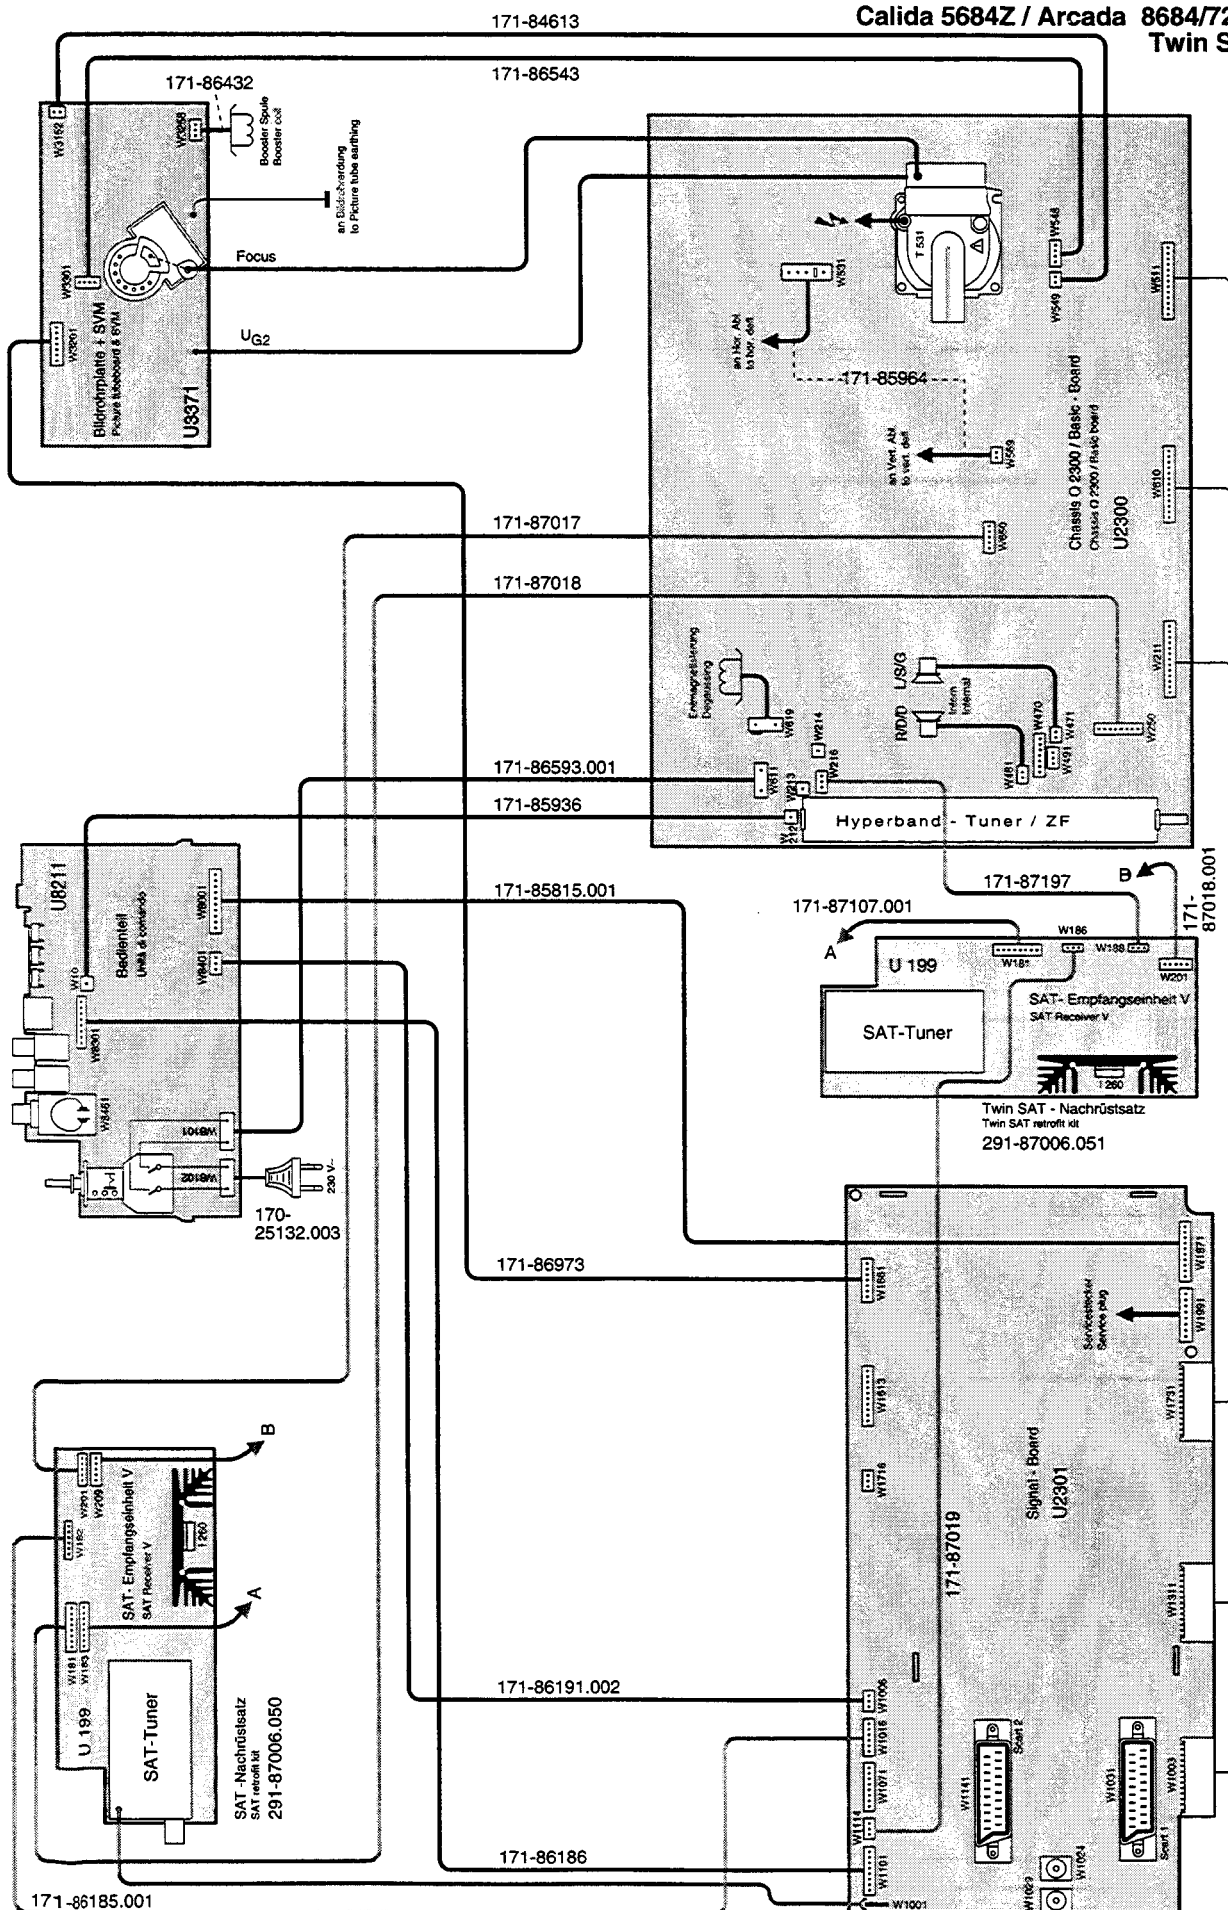 Calida 5684Z / Arcada 8684/72
Twin S
171-84613
171-86543
171-86432
W3152
W3258
Booster Spule
Booster coil
an Bildrohrerdung
to Picture tube earthing
W3301
Focus
W3201
UG2
Bildrohrplatte + SVM
Picture tubeboard & SVM
U3371
T 531
W531
W548
W549
W511
an Hor. Abl.
to hor. defl.
171-85964
an Vert. Abl.
to vert. defl.
W569
W610
Chassis Q 2300 / Basic - Board
Chassis Q 2300 / Basic board
U2300
171-87017
W650
171-87018
Entmagnetisierung
Degaussing
W619
W214
W216
W213
W611
W
212
R/D/D
L/S/G
Intern
Internal
W481
W470
W491
W471
W250
W211
171-86593.001
171-85936
Hyperband - Tuner / ZF
U8211
Bedienteil
Unita di comando
W8001
W8401
W10
W8301
W8461
W8101
W8102
230 V~
170-
25132.003
171-85815.001
171-87197
B
171-
87018.001
171-87107.001
A
W186
W181
W188
W201
U 199
SAT- Empfangseinheit V
SAT Receiver V
SAT-Tuner
I 260
Twin SAT - Nachrüstsatz
Twin SAT retrofit kit
291-87006.051
171-86973
W1661
W1871
Servicestecker
Service plug
W1991
W1613
W1731
W1716
Signal - Board
U2301
171-87019
W1311
B
W201
W209
W182
SAT- Empfangseinheit V
SAT Receiver V
I 260
A
W181
W183
U 199
SAT-Tuner
SAT -Nachrüstsatz
SAT retrofit kit
291-87006.050
171-86191.002
W1006
W1016
W1071
W1114
W1101
W1001
W1141
Scart 2
W1031
Scart 1
W1003
W1024
W1023
171-86186
171-86185.001